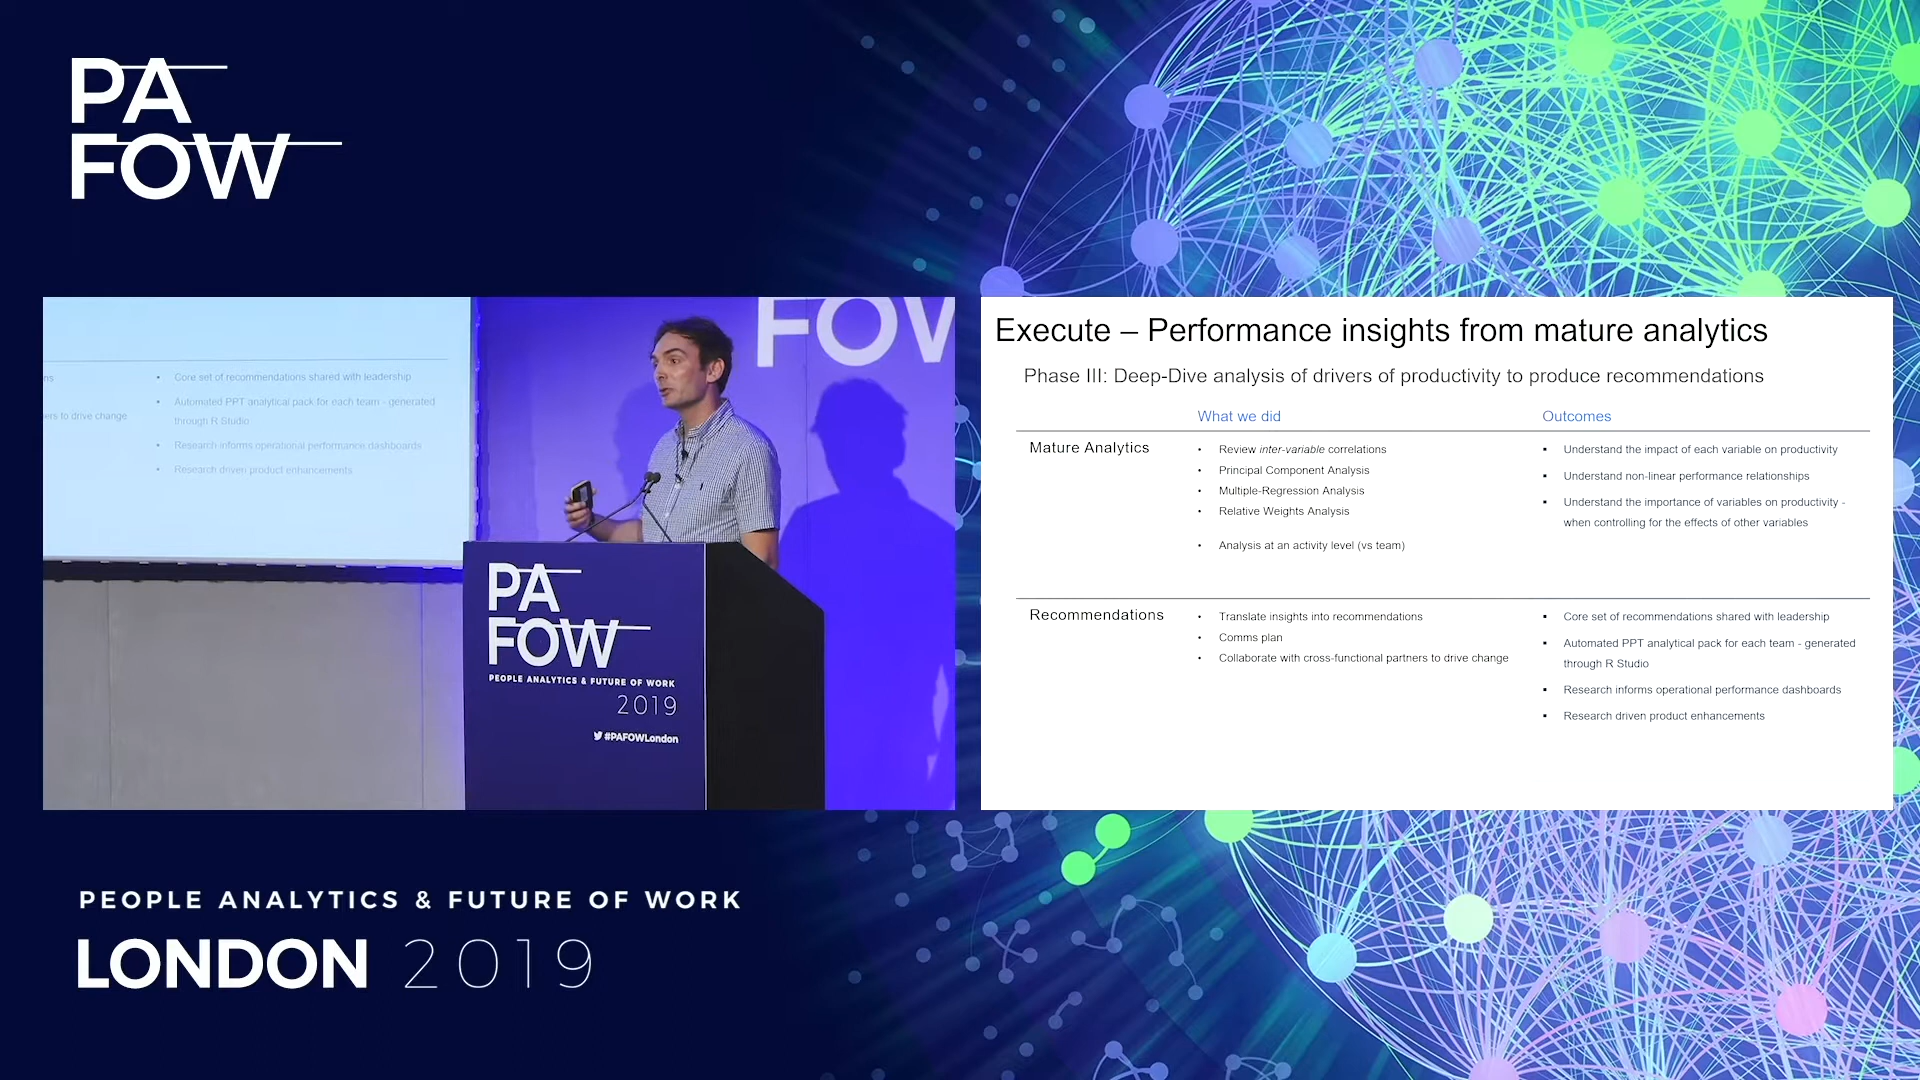 PA
FOW
FOW
ns
ers to drive change
• Core set of recommendations shared with leadership
• Automated PPT analytical pack for each team - generated
through R Studio
• Research informs operational performance dashboards
• Research driven product enhancements
PA
FOW
PEOPLE ANALYTICS & FUTURE OF WORK
2019
#PAFOWLondon
Execute – Performance insights from mature analytics
Phase III: Deep-Dive analysis of drivers of productivity to produce recommendations
What we did
Outcomes
Mature Analytics
• Review inter-variable correlations
• Principal Component Analysis
• Multiple-Regression Analysis
• Relative Weights Analysis
• Analysis at an activity level (vs team)
▪ Understand the impact of each variable on productivity
▪ Understand non-linear performance relationships
▪ Understand the importance of variables on productivity -
when controlling for the effects of other variables
Recommendations
• Translate insights into recommendations
• Comms plan
• Collaborate with cross-functional partners to drive change
▪ Core set of recommendations shared with leadership
▪ Automated PPT analytical pack for each team - generated
through R Studio
▪ Research informs operational performance dashboards
▪ Research driven product enhancements
PEOPLE ANALYTICS & FUTURE OF WORK
LONDON 2019